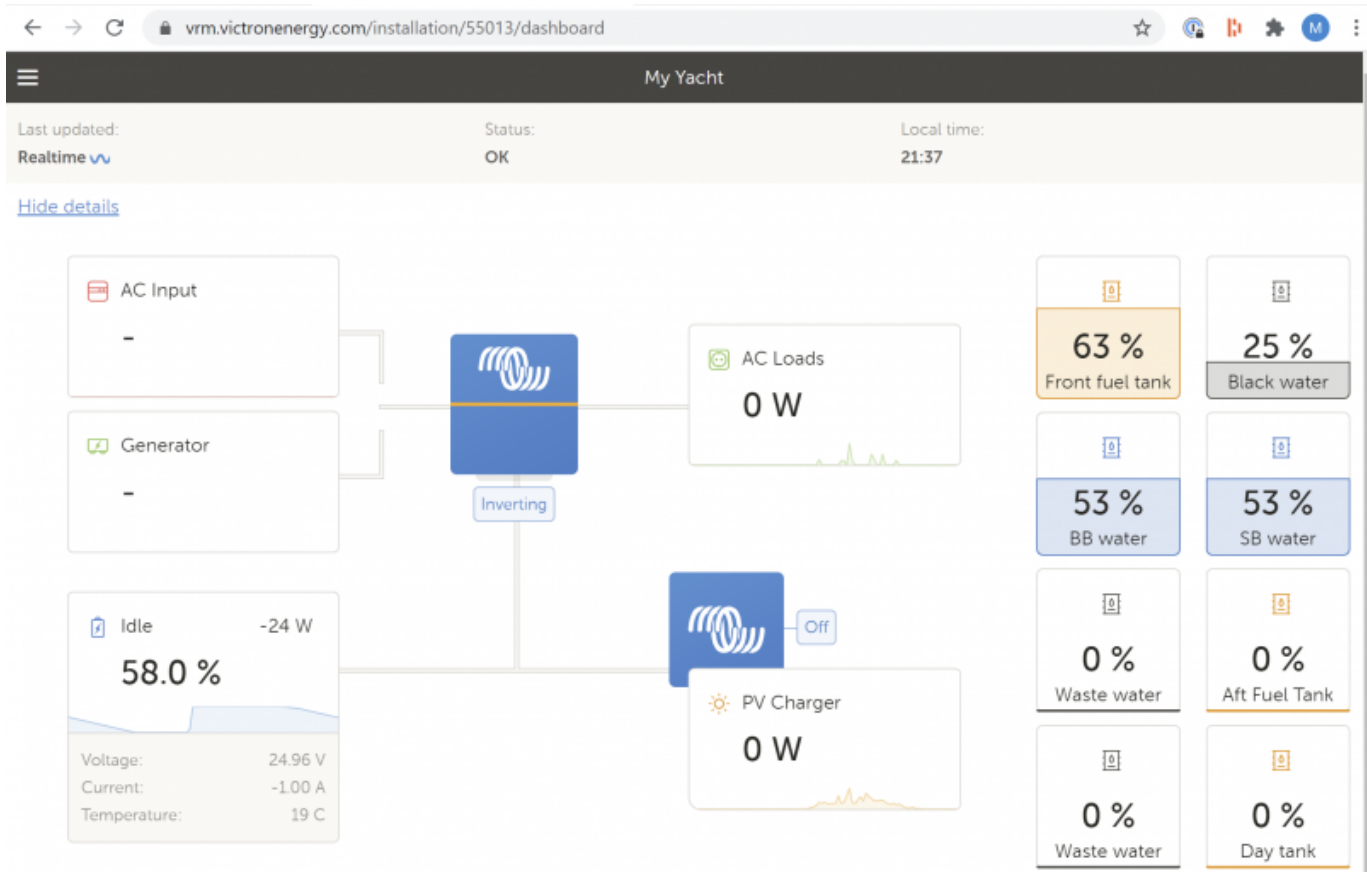 vrm.victronenergy.com/installation/55013/dashboard
M
My Yacht
Last updated:
Realtime
Status:
OK
Local time:
21:37
Hide details
AC Input
-
Generator
-
Inverting
AC Loads
0 W
Idle
-24 W
58.0 %
Voltage:
24.96 V
Current:
-1.00 A
Temperature:
19 C
Off
PV Charger
0 W
63 %
Front fuel tank
25 %
Black water
53 %
BB water
53 %
SB water
0 %
Waste water
0 %
Aft Fuel Tank
0 %
Waste water
0 %
Day tank